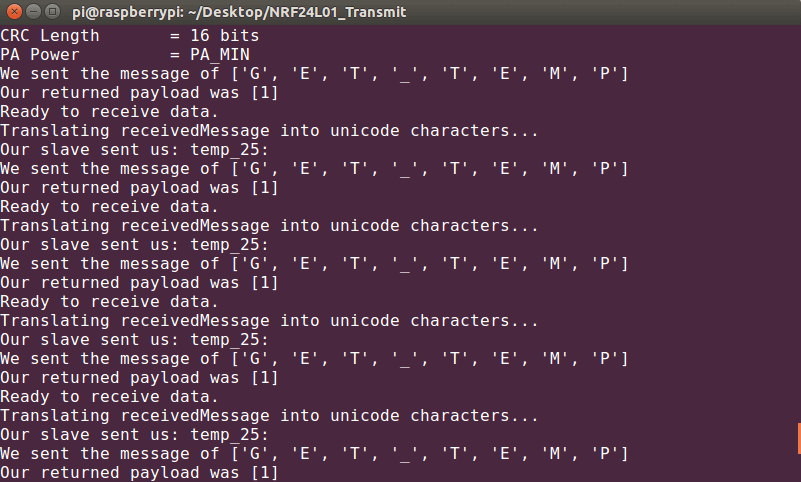 pi@raspberrypi: ~/Desktop/NRF24L01_Transmit
CRC Length       = 16 bits
PA Power         = PA_MIN
We sent the message of ['G', 'E', 'T', '_', 'T', 'E', 'M', 'P']
Our returned payload was [1]
Ready to receive data.
Translating receivedMessage into unicode characters...
Our slave sent us: temp_25:
We sent the message of ['G', 'E', 'T', '_', 'T', 'E', 'M', 'P']
Our returned payload was [1]
Ready to receive data.
Translating receivedMessage into unicode characters...
Our slave sent us: temp_25:
We sent the message of ['G', 'E', 'T', '_', 'T', 'E', 'M', 'P']
Our returned payload was [1]
Ready to receive data.
Translating receivedMessage into unicode characters...
Our slave sent us: temp_25:
We sent the message of ['G', 'E', 'T', '_', 'T', 'E', 'M', 'P']
Our returned payload was [1]
Ready to receive data.
Translating receivedMessage into unicode characters...
Our slave sent us: temp_25:
We sent the message of ['G', 'E', 'T', '_', 'T', 'E', 'M', 'P']
Our returned payload was [1]